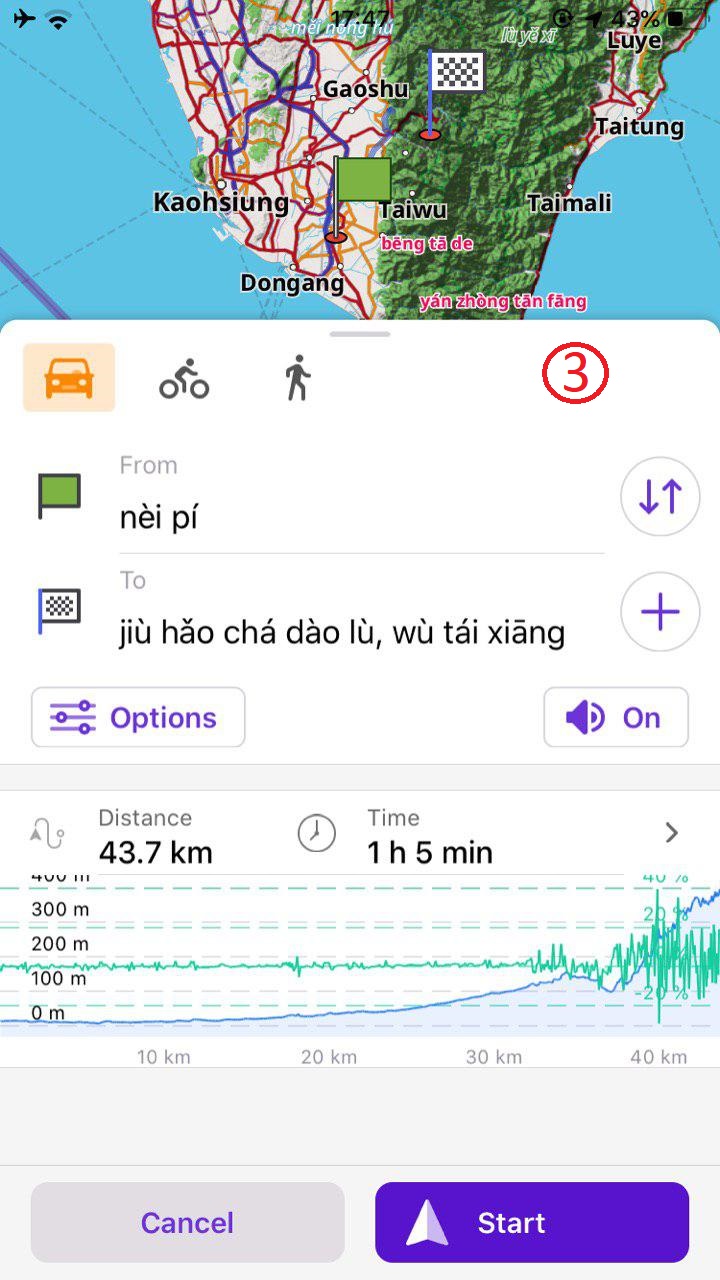 měi nóng hú
17:47
lù yě xī
43%
Luye
Gaoshu
Taitung
Kaohsiung
Taiwu
Taimali
bēng tā de
Dongang
yán zhòng tān fāng
3
From
nèi pí
To
jiù hǎo chá dào lù, wù tái xiāng
Options
On
Distance
Time
43.7 km
1 h 5 min
400 m
40 %
300 m
20 %
200 m
100 m
-20 %
0 m
10 km
20 km
30 km
40 km
Cancel
Start